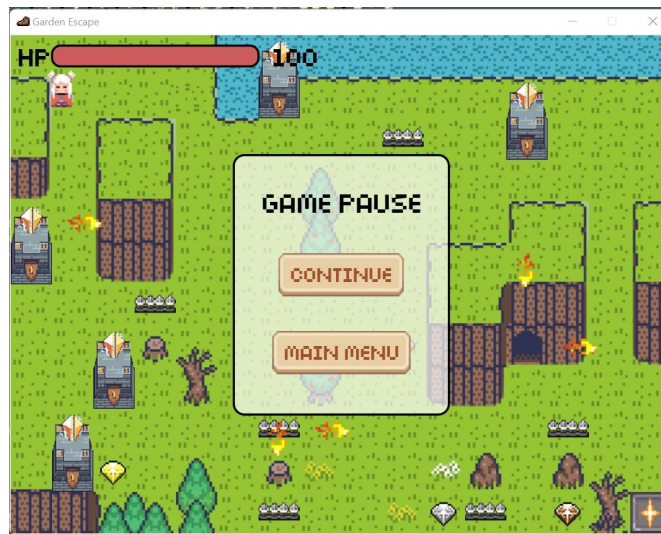 Garden Escape
HP 100
GAME PAUSE
CONTINUE
MAIN MENU